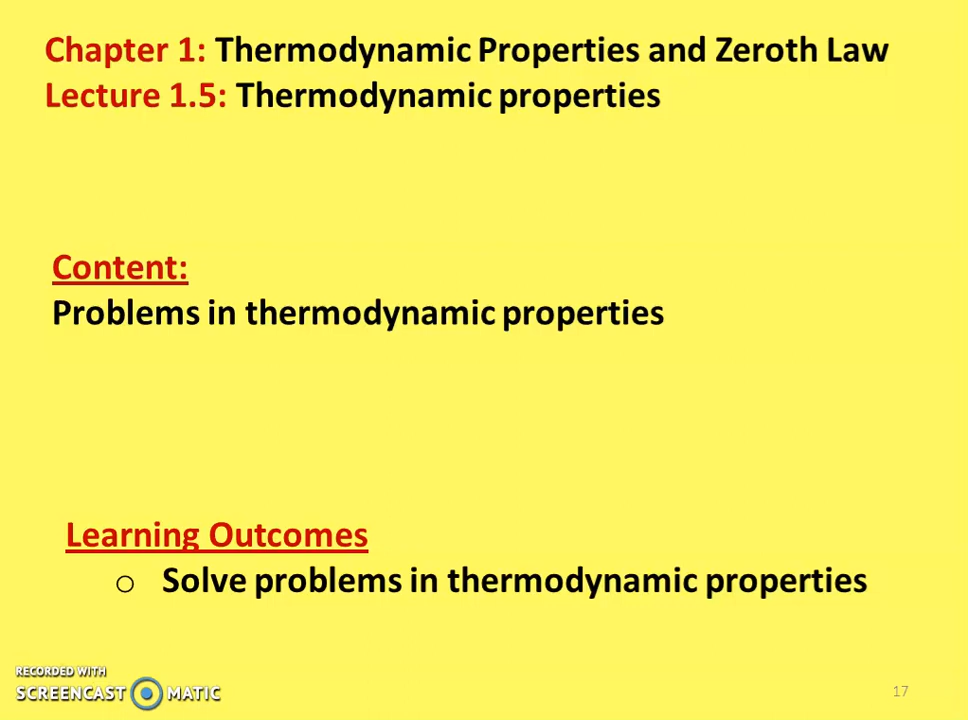 Chapter 1: Thermodynamic Properties and Zeroth Law
Lecture 1.5: Thermodynamic properties
Content:
Problems in thermodynamic properties
Learning Outcomes
o Solve problems in thermodynamic properties
RECORDED WITH
SCREENCAST MATIC
17